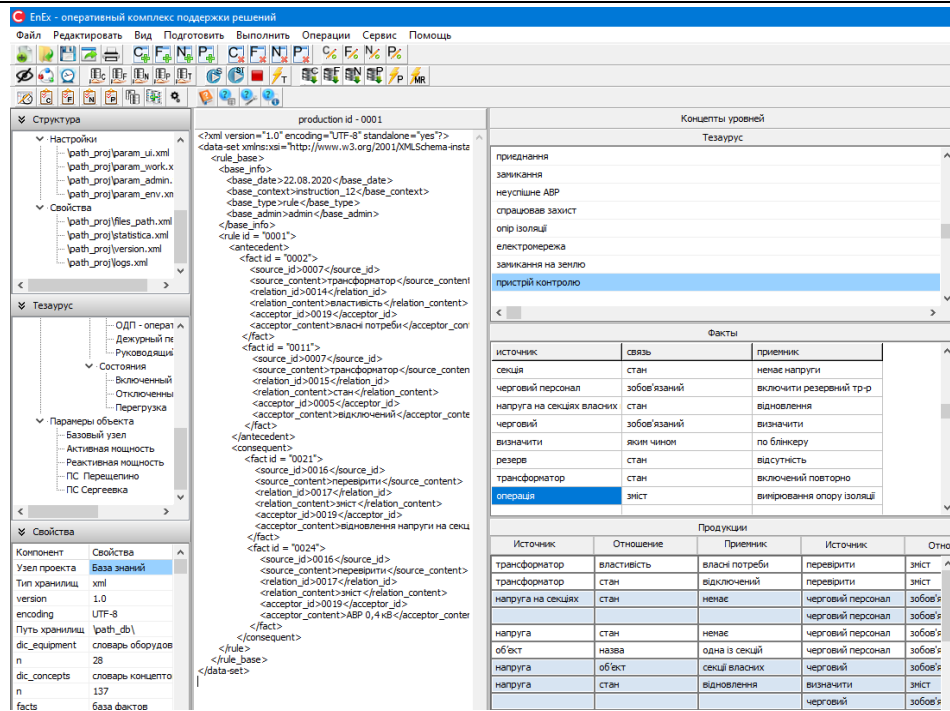 EnEx - оперативный комплекс поддержки решений
Файл Редактировать Вид Подготовить Выполнить Операции Сервис Помощь
Структура
Настройки
\path_proj\param_ui.xml
\path_proj\param_work.x
\path_proj\param_admin.
\path_proj\param_env.xm
Свойства
\path_proj\files_path.xml
\path_proj\statistica.xml
\path_proj\version.xml
\path_proj\logs.xml
Тезаурус
ОДП - операт
Дежурный пе
Руководящий
Состояния
Включенный
Отключенны
Перегрузка
Парамеры объекта
Базовый узел
Активная мощность
Реактивная мощность
ПС Перещепино
ПС Сергеевка
Свойства
Компонент Свойства
Узел проекта База знаний
Тип хранилищ xml
version 1.0
encoding UTF-8
Путь хранилищ \path_db\
dic_equipment словарь оборудов
n 28
dic_concepts словарь концепто
n 137
facts база фактов
production id - 0001
<?xml version="1.0" encoding="UTF-8" standalone="yes"?>
<data-set xmlns:xsi="http://www.w3.org/2001/XMLSchema-insta
<rule_base>
<base_info>
<base_date>22.08.2020</base_date>
<base_context>instruction_12</base_context>
<base_type>rule</base_type>
<base_admin>admin</base_admin>
</base_info>
<rule id = "0001">
<antecedent>
<fact id = "0002">
<source_id>0007</source_id>
<source_content>трансформатор</source_content
<relation_id>0014</relation_id>
<relation_content>властивість</relation_content>
<acceptor_id>0019</acceptor_id>
<acceptor_content>власні потреби</acceptor_con
</fact>
<fact id = "0011">
<source_id>0007</source_id>
<source_content>трансформатор</source_conten
<relation_id>0015</relation_id>
<relation_content>стан</relation_content>
<acceptor_id>0005</acceptor_id>
<acceptor_content>відключений</acceptor_conte
</fact>
</antecedent>
<consequent>
<fact id = "0021">
<source_id>0016</source_id>
<source_content>перевірити</source_content>
<relation_id>0017</relation_id>
<relation_content>зміст</relation_content>
<acceptor_id>0019</acceptor_id>
<acceptor_content>відновлення напруги на секц
</fact>
<fact id = "0024">
<source_id>0016</source_id>
<source_content>перевірити</source_content>
<relation_id>0017</relation_id>
<relation_content>зміст</relation_content>
<acceptor_id>0019</acceptor_id>
<acceptor_content>АВР 0,4 кВ</acceptor_conter
</fact>
</consequent>
</rule>
</rule_base>
</data-set>
Концепты уровней
Тезаурус
приєднання
замикання
неуспішне АВР
спрацював захист
опір ізоляції
електромережа
замикання на землю
пристрій контролю
Факты
источник связь приемник
секція стан немає напруги
черговий персонал зобов'язаний включити резервний тр-р
напруга на секціях власних стан відновлення
черговий зобов'язаний визначити
визначити яким чином по блінкеру
резерв стан відсутність
трансформатор стан включений повторно
операція зміст вимірювання опору ізоляції
Продукции
Источник Отношение Приемник Источник Отно
трансформатор властивість власні потреби перевірити зміст
трансформатор стан відключений перевірити зміст
напруга на секціях стан немає черговий персонал зобов'я
черговий персонал зобов'я
напруга стан немає черговий персонал зобов'я
об'єкт назва одна із секцій черговий персонал зобов'я
напруга об'єкт секції власних черговий зобов'я
напруга стан відновлення визначити зміст
черговий зобов'я